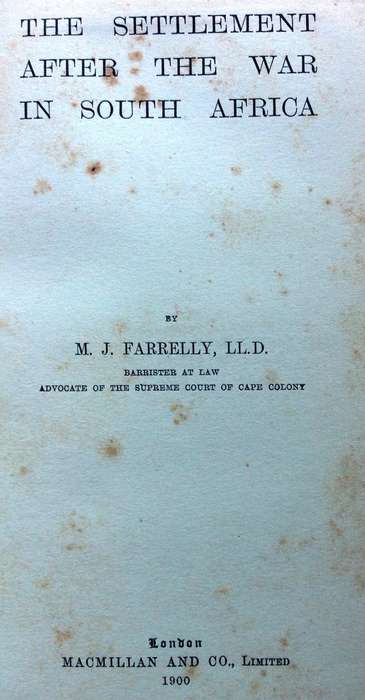 THE SETTLEMENT
AFTER THE WAR
IN SOUTH AFRICA
BY
M. J. FARRELLY, LL.D.
BARRISTER AT LAW
ADVOCATE OF THE SUPREME COURT OF CAPE COLONY
London
MACMILLAN AND CO., LIMITED
1900